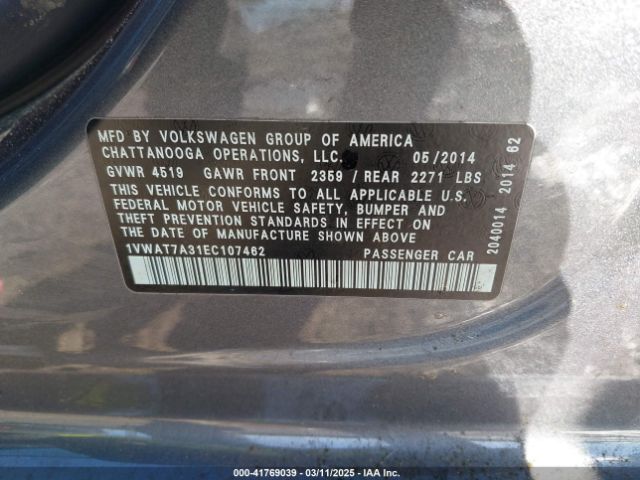 MFD BY VOLKSWAGEN GROUP OF AMERICA
CHATTANOOGA OPERATIONS, LLC. 05/2014
GVWR 4519 GAWR FRONT 2359 / REAR 2271 LBS
THIS VEHICLE CONFORMS TO ALL APPLICABLE U.S.
FEDERAL MOTOR VEHICLE SAFETY, BUMPER AND
THEFT PREVENTION STANDARDS IN EFFECT ON
THE DATE OF MANUFACTURE SHOWN ABOVE
1VWAT7A31EC107462 PASSENGER CAR
2040014 2014 62
000-41769039 - 03/11/2025 - IAA Inc.